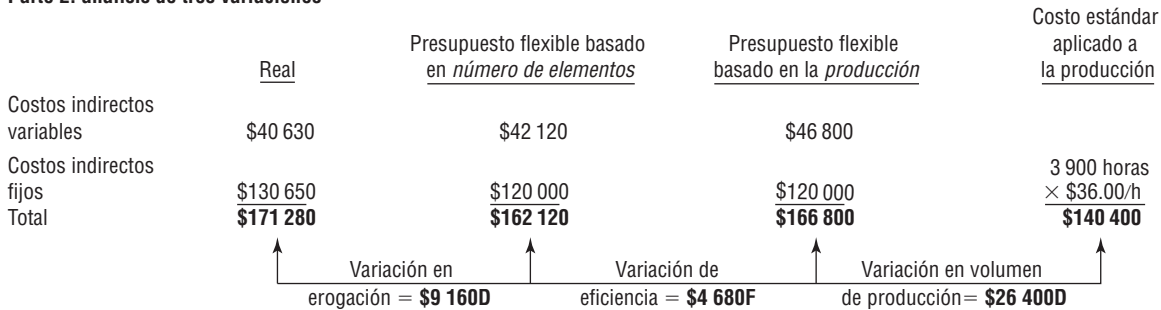 Parte 2: análisis de tres variaciones
Real
Presupuesto flexible basado
en número de elementos
Presupuesto flexible
basado en la producción
Costo estándar
aplicado a
la producción
Costos indirectos
variables $40 630 $42 120 $46 800
Costos indirectos 3 900 horas
fijos $130 650 $120 000 $120 000 × $36.00/h
Total $171 280 $162 120 $166 800 $140 400
Variación en
erogación = $9 160D
Variación de
eficiencia = $4 680F
Variación en volumen
de producción= $26 400D